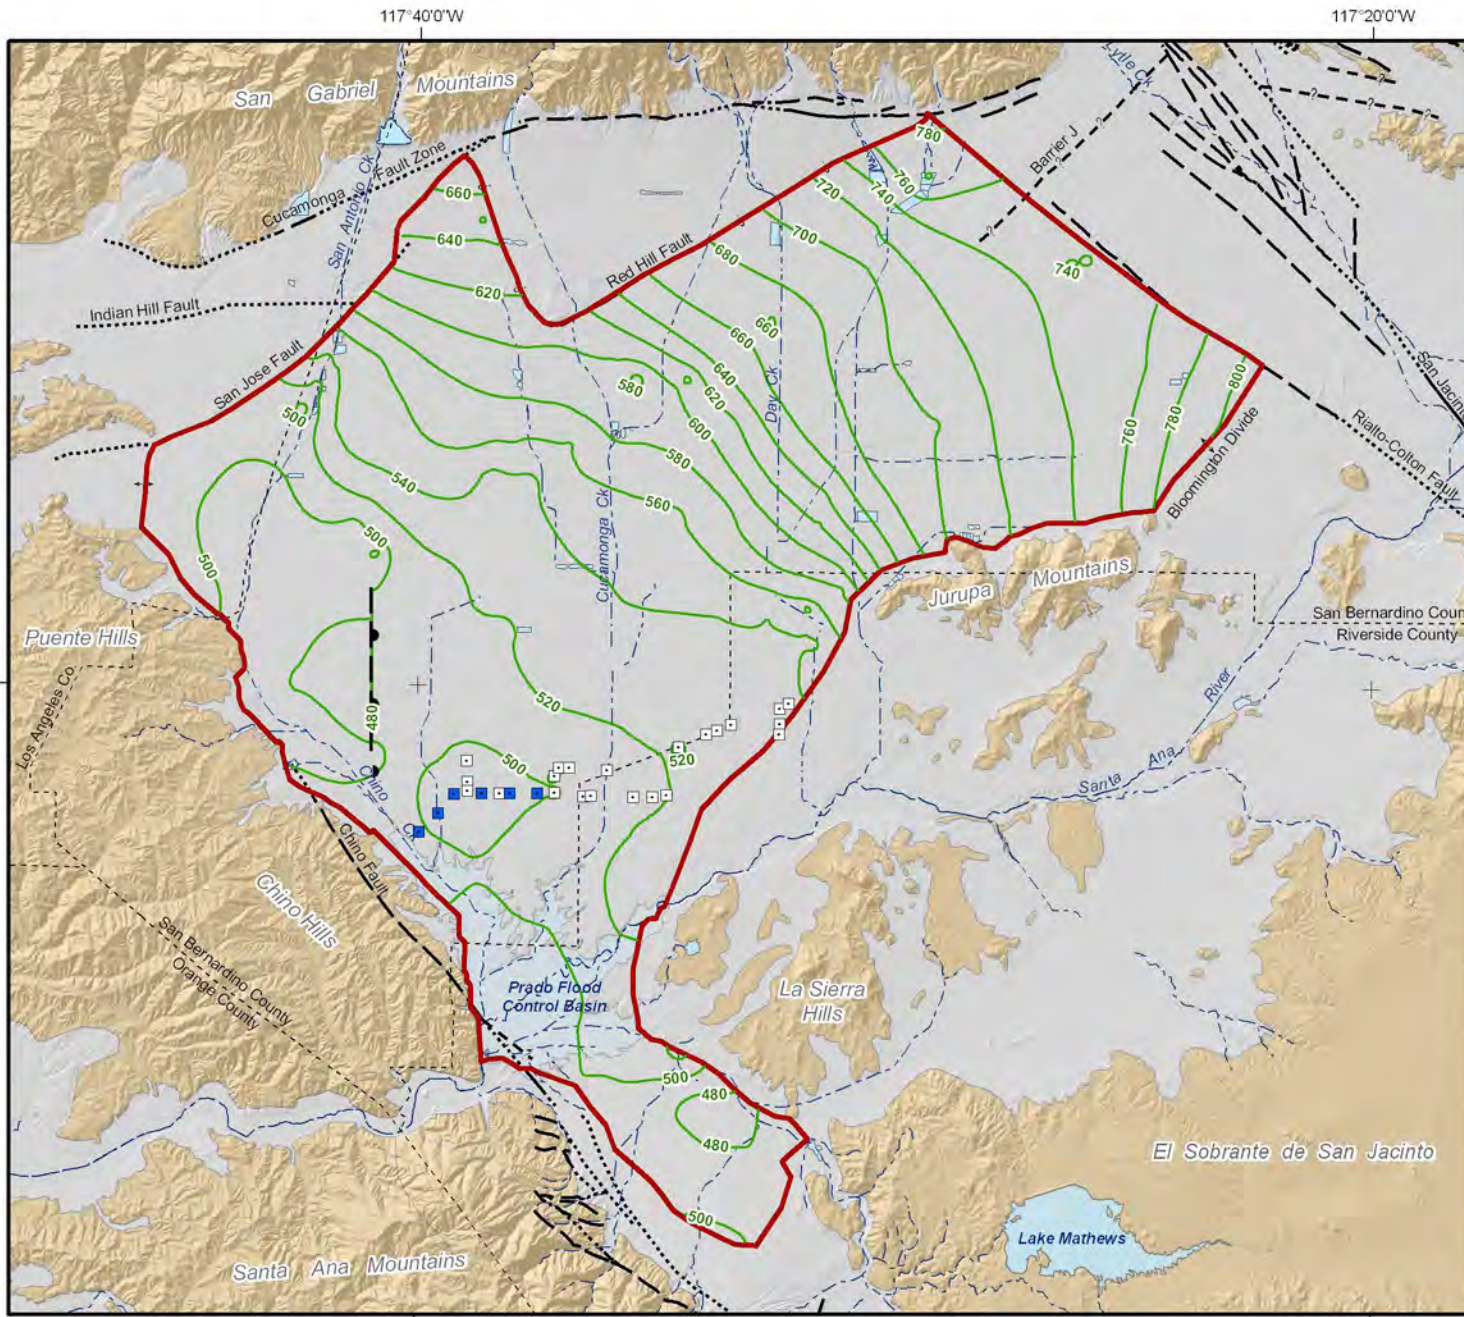 117°40'0"W
117°20'0"W
San Gabriel Mountains
Lytle Ck
Cucamonga Fault Zone
San Antonio Ck
Barrier J
780
760
740
720
700
680
660
660
640
620
Red Hill Fault
Indian Hill Fault
San Jose Fault
740
660
640
620
600
580
580
560
540
500
500
500
Day Ck
Cucamonga Ck
760
780
800
Bloomington Divide
San Jacinto
Rialto-Colton Fault
Jurupa Mountains
San Bernardino Coun
Riverside County
Puente Hills
Los Angeles Co
480
520
500
520
River
Santa Ana
Chino
Ck
Chino Fault
Chino Hills
San Bernardino County
Orange County
Prado Flood
Control Basin
La Sierra
Hills
500
480
480
500
El Sobrante de San Jacinto
Lake Mathews
Santa Ana Mountains
? ? ? ? ?